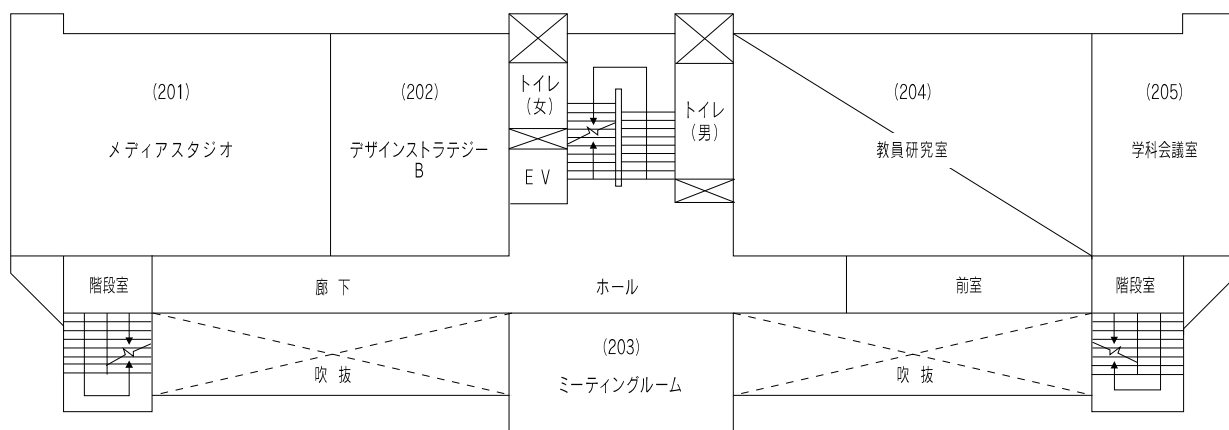 (201)
メディアスタジオ
(202)
デザインストラテジー
B
トイレ
(女)
EV
トイレ
(男)
(204)
教員研究室
(205)
学科会議室
階段室
廊下
ホール
前室
階段室
吹抜
(203)
ミーティングルーム
吹抜